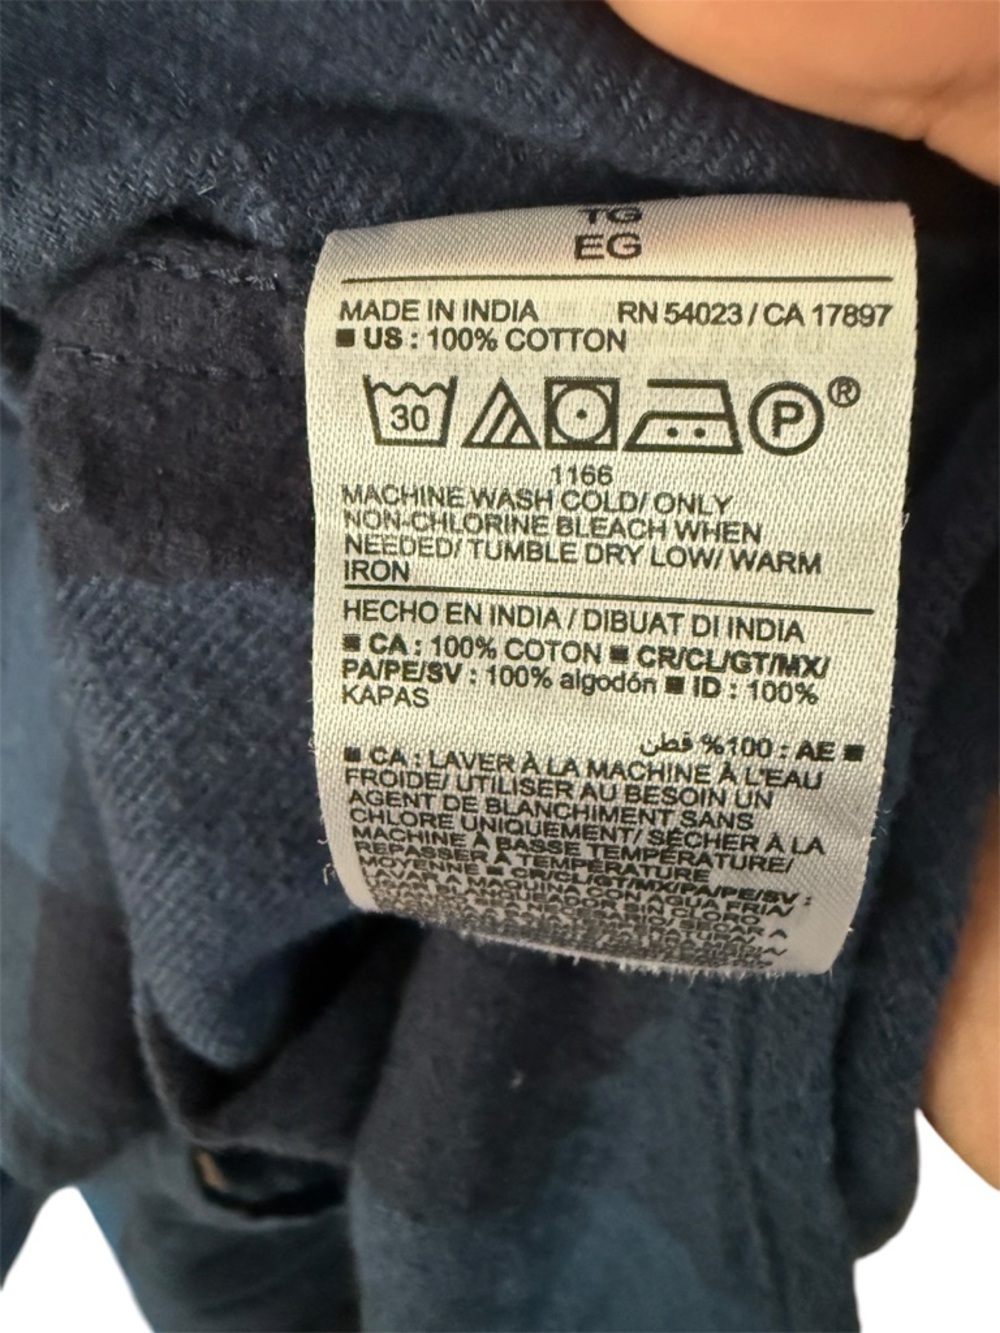 TG
EG
MADE IN INDIA RN 54023 / CA 17897
■ US : 100% COTTON
30 P ®
1166
MACHINE WASH COLD/ ONLY
NON-CHLORINE BLEACH WHEN
NEEDED/ TUMBLE DRY LOW/ WARM
IRON
HECHO EN INDIA / DIBUAT DI INDIA
■ CA : 100% COTON ■ CR/CL/GT/MX/
PA/PE/SV : 100% algodón ■ ID : 100%
KAPAS
■ AE : 100% قطن
■ CA : LAVER À LA MACHINE À L'EAU
FROIDE/ UTILISER AU BESOIN UN
AGENT DE BLANCHIMENT SANS
CHLORE UNIQUEMENT/ SÉCHER À LA
MACHINE À BASSE TEMPÉRATURE/
REPASSER À TEMPÉRATURE
MOYENNE ■ CR/CL/GT/MX/PA/PE/SV :
LAVAR A MAQUINA CON AGUA FRIA/
BLANQUEADOR SIN CLORO
SECAR A